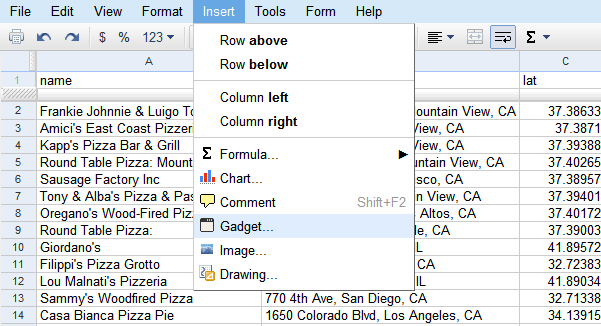 File Edit View Format Insert Tools Form Help
$ % 123 Σ
A C
1 name lat
Row above
Row below
Column left
Column right
Σ Formula...
Chart...
Comment Shift+F2
Gadget...
Image...
Drawing...
2 Frankie Johnnie & Luigo To ountain View, CA 37.38633
3 Amici's East Coast Pizzeri View, CA 37.3871
4 Kapp's Pizza Bar & Grill View, CA 37.39388
5 Round Table Pizza: Mount ountain View, CA 37.40265
6 Sausage Factory Inc sco, CA 37.38957
7 Tony & Alba's Pizza & Pas tain View, CA 37.39401
8 Oregano's Wood-Fired Piz Altos, CA 37.40172
9 Round Table Pizza: le, CA 37.39003
10 Giordano's IL 41.89572
11 Filippi's Pizza Grotto CA 32.72383
12 Lou Malnati's Pizzeria IL 41.89034
13 Sammy's Woodfired Pizza 770 4th Ave, San Diego, CA 32.71338
14 Casa Bianca Pizza Pie 1650 Colorado Blvd, Los Angeles, CA 34.13915